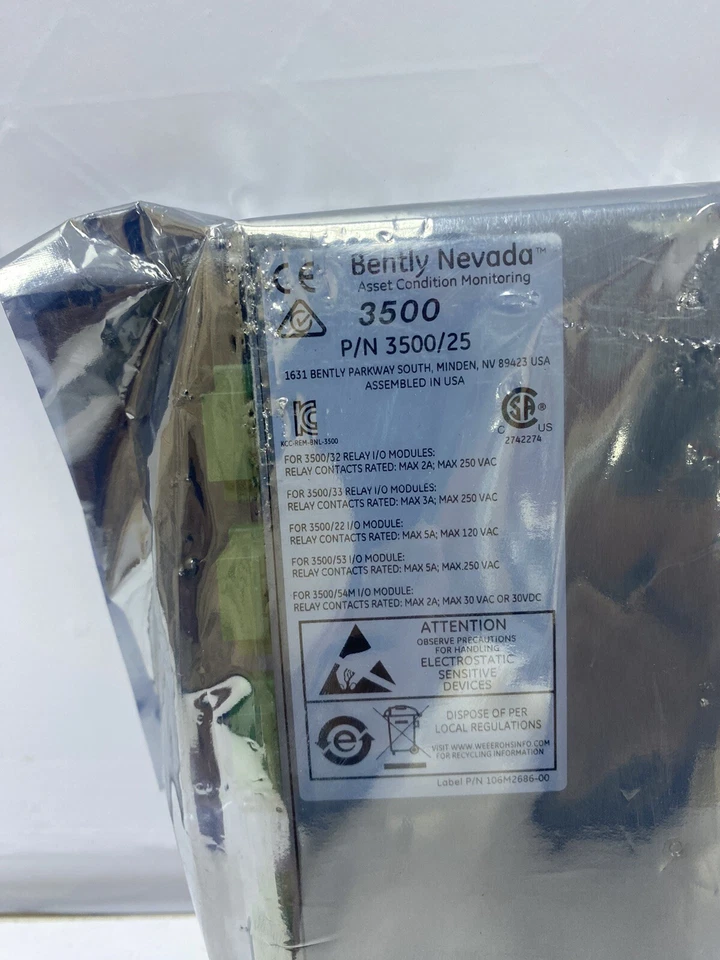 CE
Bently Nevada™
Asset Condition Monitoring
3500
P/N 3500/25
1631 BENTLY PARKWAY SOUTH, MINDEN, NV 89423 USA
ASSEMBLED IN USA
KCC-REM-BNL-3500
CSA®
C US
2742274
FOR 3500/32 RELAY I/O MODULES:
RELAY CONTACTS RATED: MAX 2A; MAX 250 VAC
FOR 3500/33 RELAY I/O MODULES:
RELAY CONTACTS RATED: MAX 3A; MAX 250 VAC
FOR 3500/22 I/O MODULE:
RELAY CONTACTS RATED: MAX 5A; MAX 120 VAC
FOR 3500/53 I/O MODULE:
RELAY CONTACTS RATED: MAX 5A; MAX.250 VAC
FOR 3500/54M I/O MODULE:
RELAY CONTACTS RATED: MAX 2A; MAX 30 VAC OR 30VDC
ATTENTION
OBSERVE PRECAUTIONS
FOR HANDLING
ELECTROSTATIC
SENSITIVE
DEVICES
DISPOSE OF PER
LOCAL REGULATIONS
VISIT WWW.WEEEROHSINFO.COM
FOR RECYCLING INFORMATION
Label P/N 106M2686-00